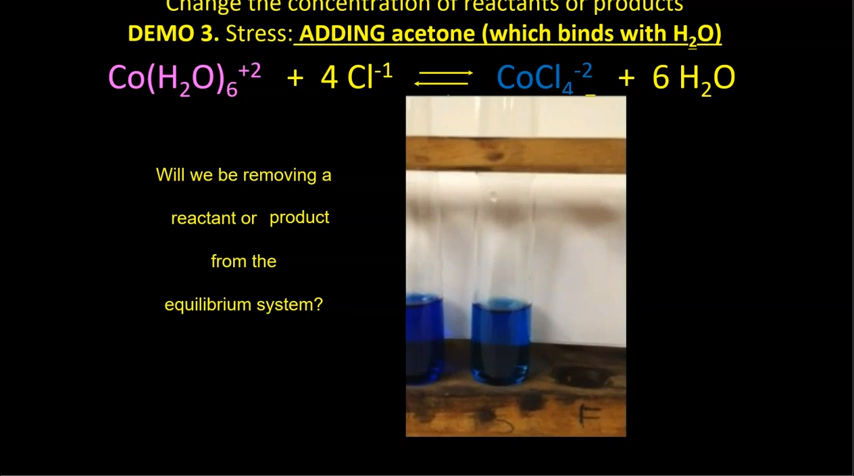 Change the concentration of reactants or products
DEMO 3. Stress: ADDING acetone (which binds with H₂O)
Co(H₂O)₆⁺² + 4 Cl⁻¹ ⇌ CoCl₄⁻² + 6 H₂O
Will we be removing a
reactant or product
from the
equilibrium system?
F